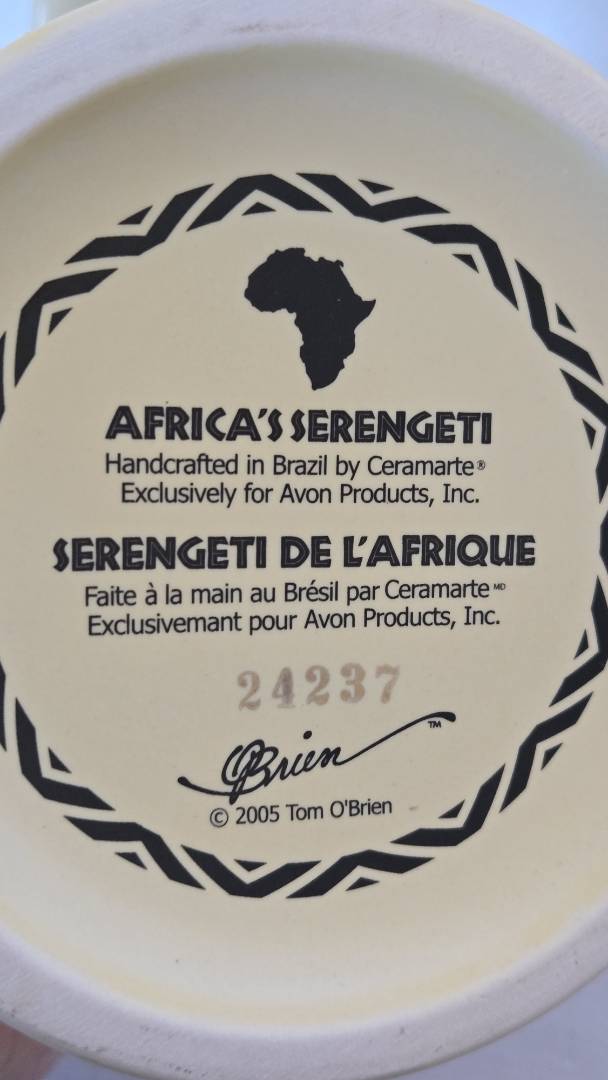 AFRICA'S SERENGETI
Handcrafted in Brazil by Ceramarte®
Exclusively for Avon Products, Inc.
SERENGETI DE L'AFRIQUE
Faite à la main au Brésil par Ceramarte MD
Exclusivemant pour Avon Products, Inc.
24237
OBrien ™
© 2005 Tom O'Brien